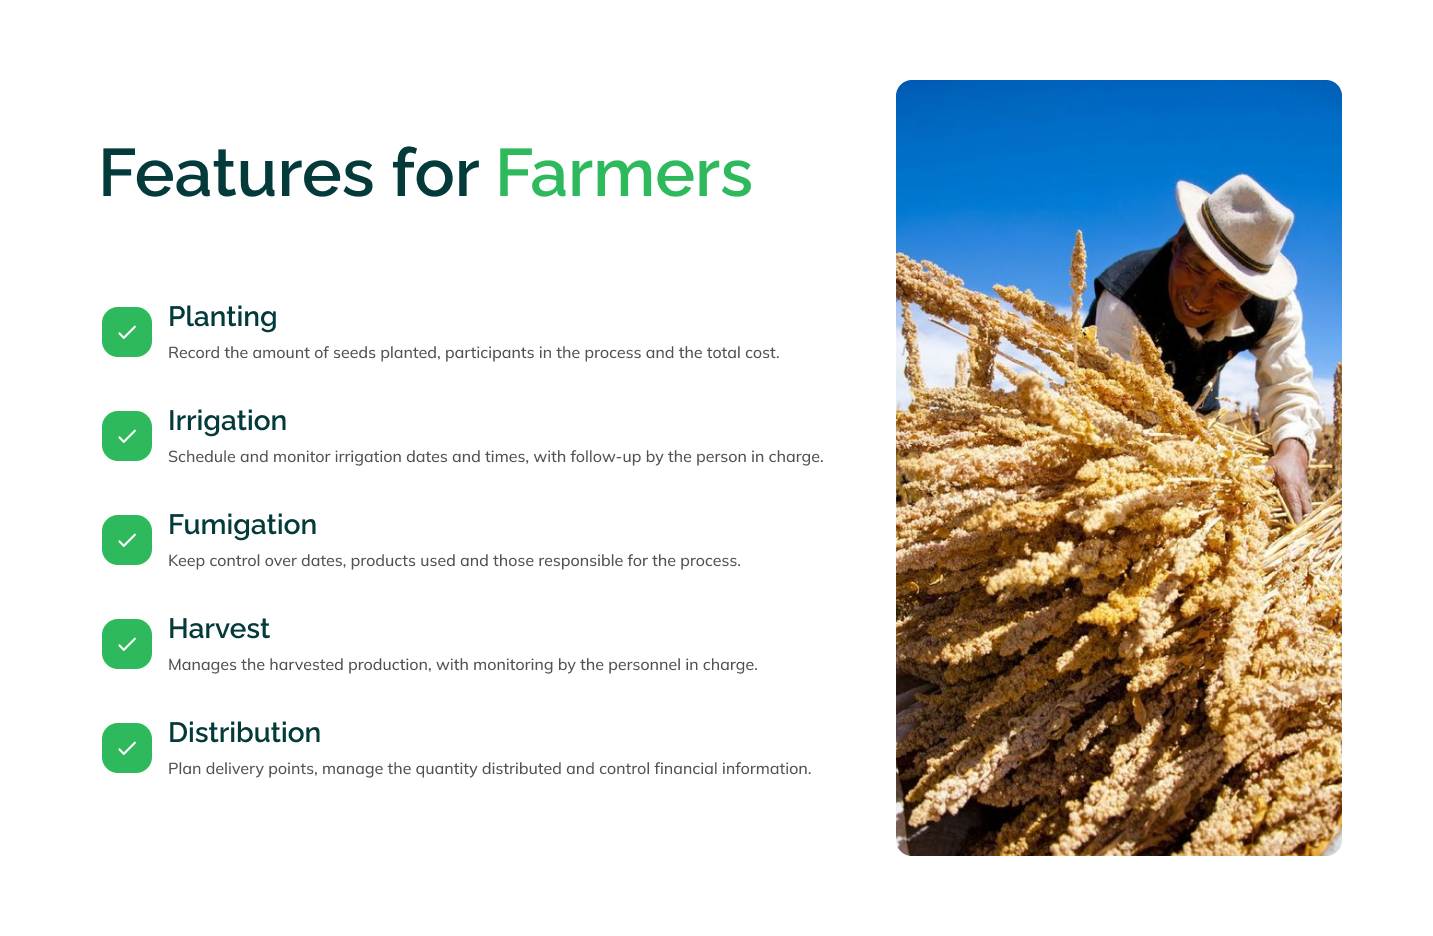 Features for Farmers
Planting
Record the amount of seeds planted, participants in the process and the total cost.
Irrigation
Schedule and monitor irrigation dates and times, with follow-up by the person in charge.
Fumigation
Keep control over dates, products used and those responsible for the process.
Harvest
Manages the harvested production, with monitoring by the personnel in charge.
Distribution
Plan delivery points, manage the quantity distributed and control financial information.